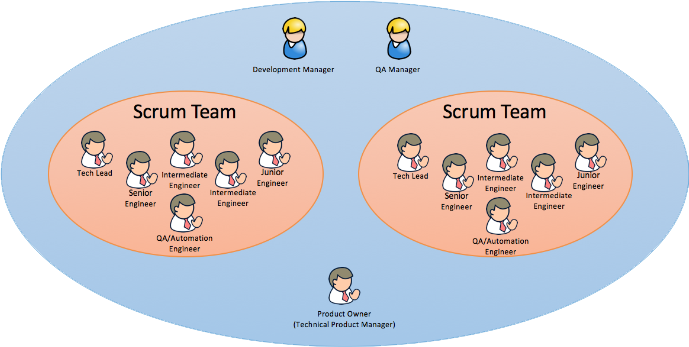 Development Manager
QA Manager
Scrum Team
Tech Lead
Senior
Engineer
Intermediate
Engineer
Intermediate
Engineer
Junior
Engineer
QA/Automation
Engineer
Scrum Team
Tech Lead
Senior
Engineer
Intermediate
Engineer
Intermediate
Engineer
Junior
Engineer
QA/Automation
Engineer
Product Owner
(Technical Product Manager)